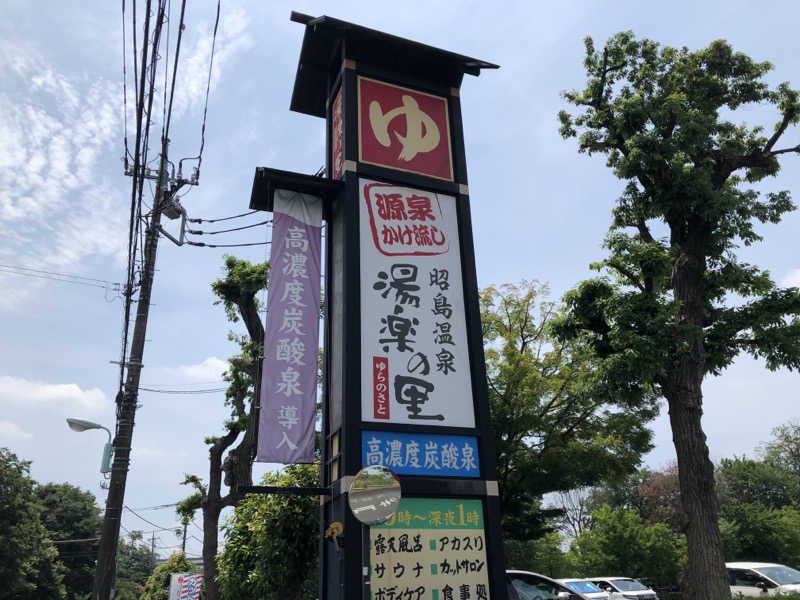 ゆ
源泉
かけ流し
昭島温泉
湯楽の里
ゆらのさと
高濃度炭酸泉
高濃度炭酸泉 導入
時～深夜1時
露天風呂 アカスリ
サウナ カットサロン
ボディケア 食事処